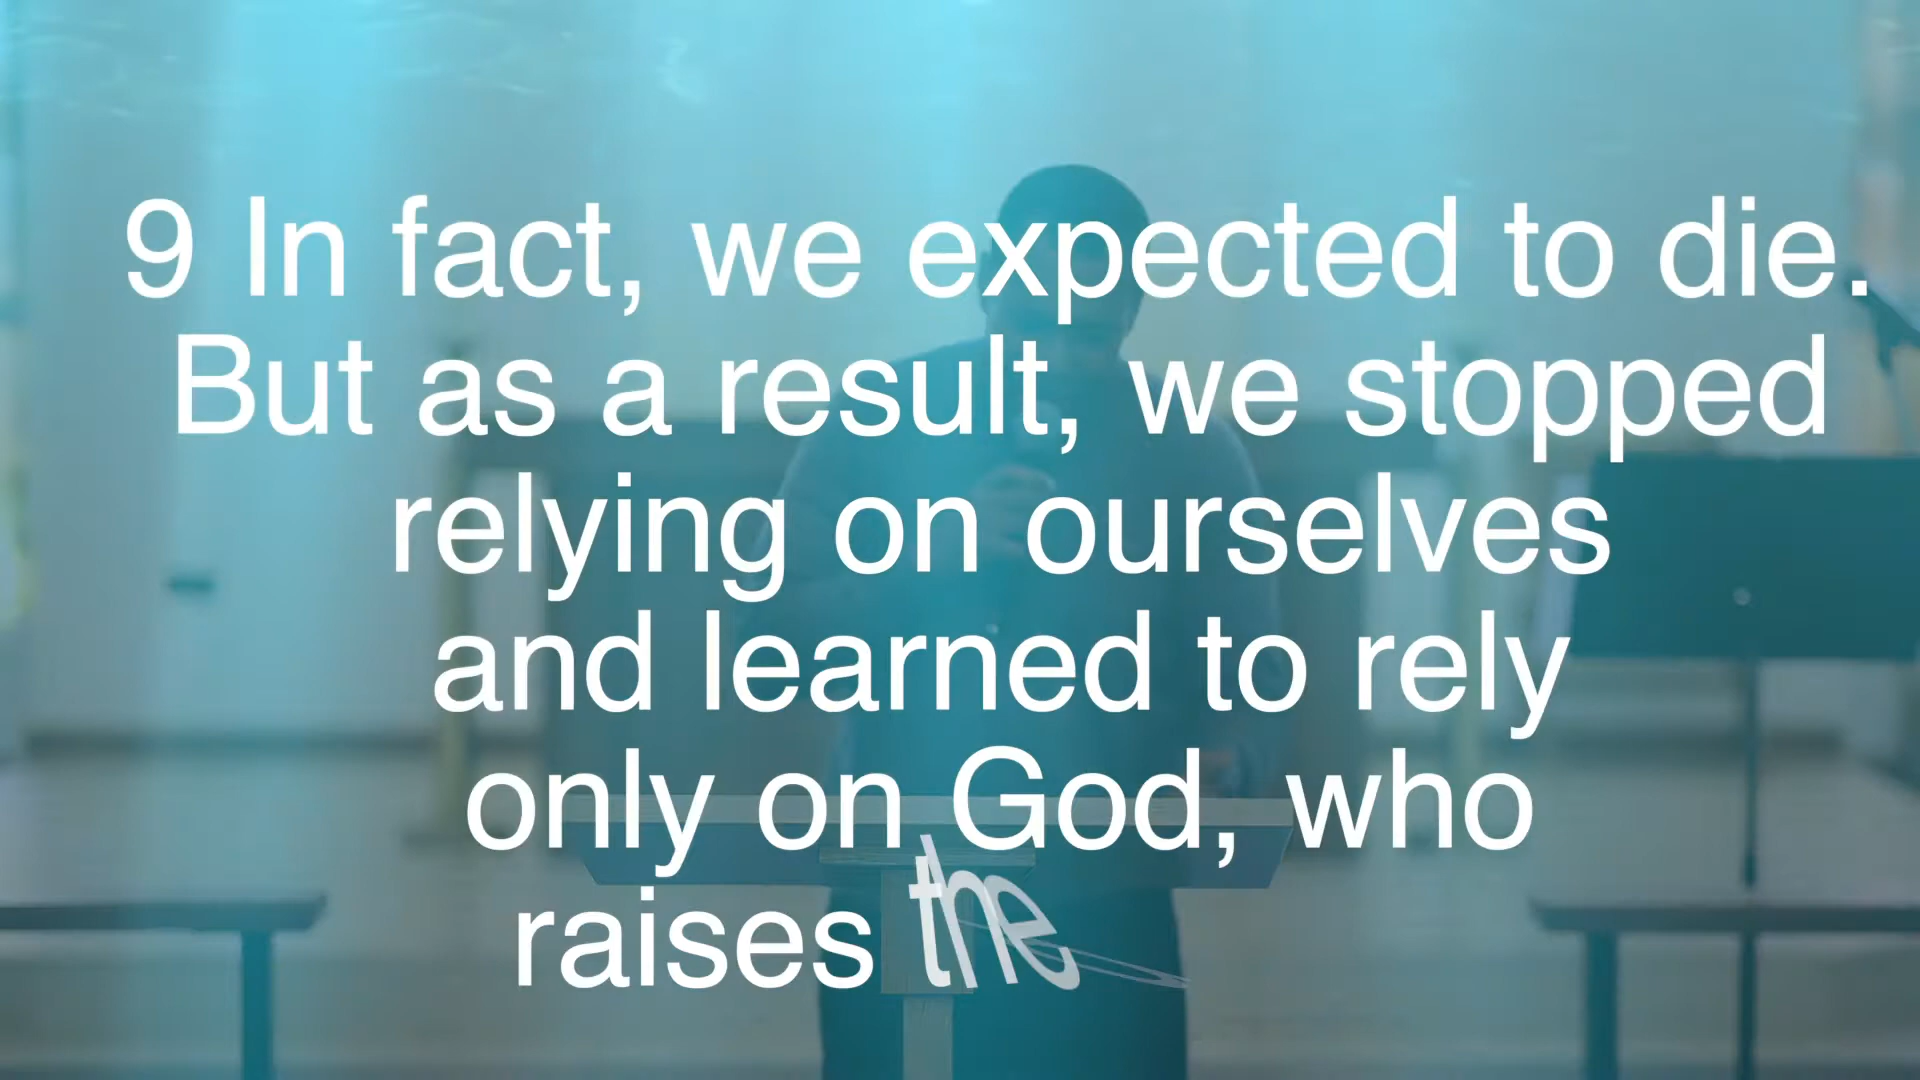 9 In fact, we expected to die.
But as a result, we stopped
relying on ourselves
and learned to rely
only on God, who
raises the